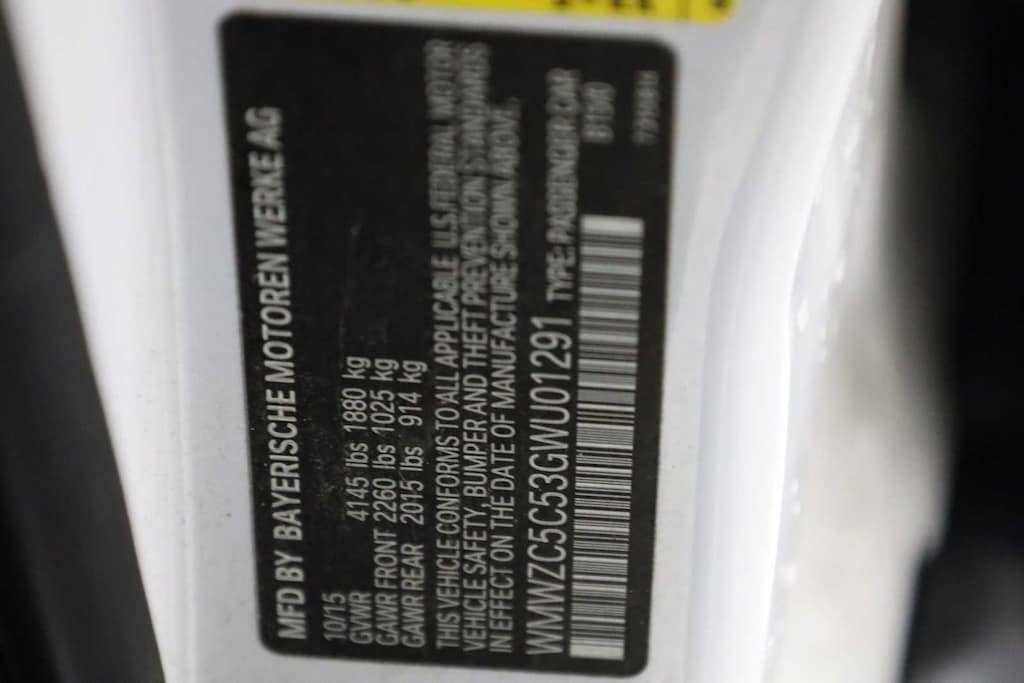 MFD BY BAYERISCHE MOTOREN WERKE AG
10/15
GVWR 4145 lbs 1880 kg
GAWR FRONT 2260 lbs 1025 kg
GAWR REAR 2015 lbs 914 kg
THIS VEHICLE CONFORMS TO ALL APPLICABLE U.S.FEDERAL MOTOR
VEHICLE SAFETY, BUMPER AND THEFT PREVENTION STANDARDS
IN EFFECT ON THE DATE OF MANUFACTURE SHOWN ABOVE.
WMWZC5C53GWU01291 TYPE: PASSENGER CAR